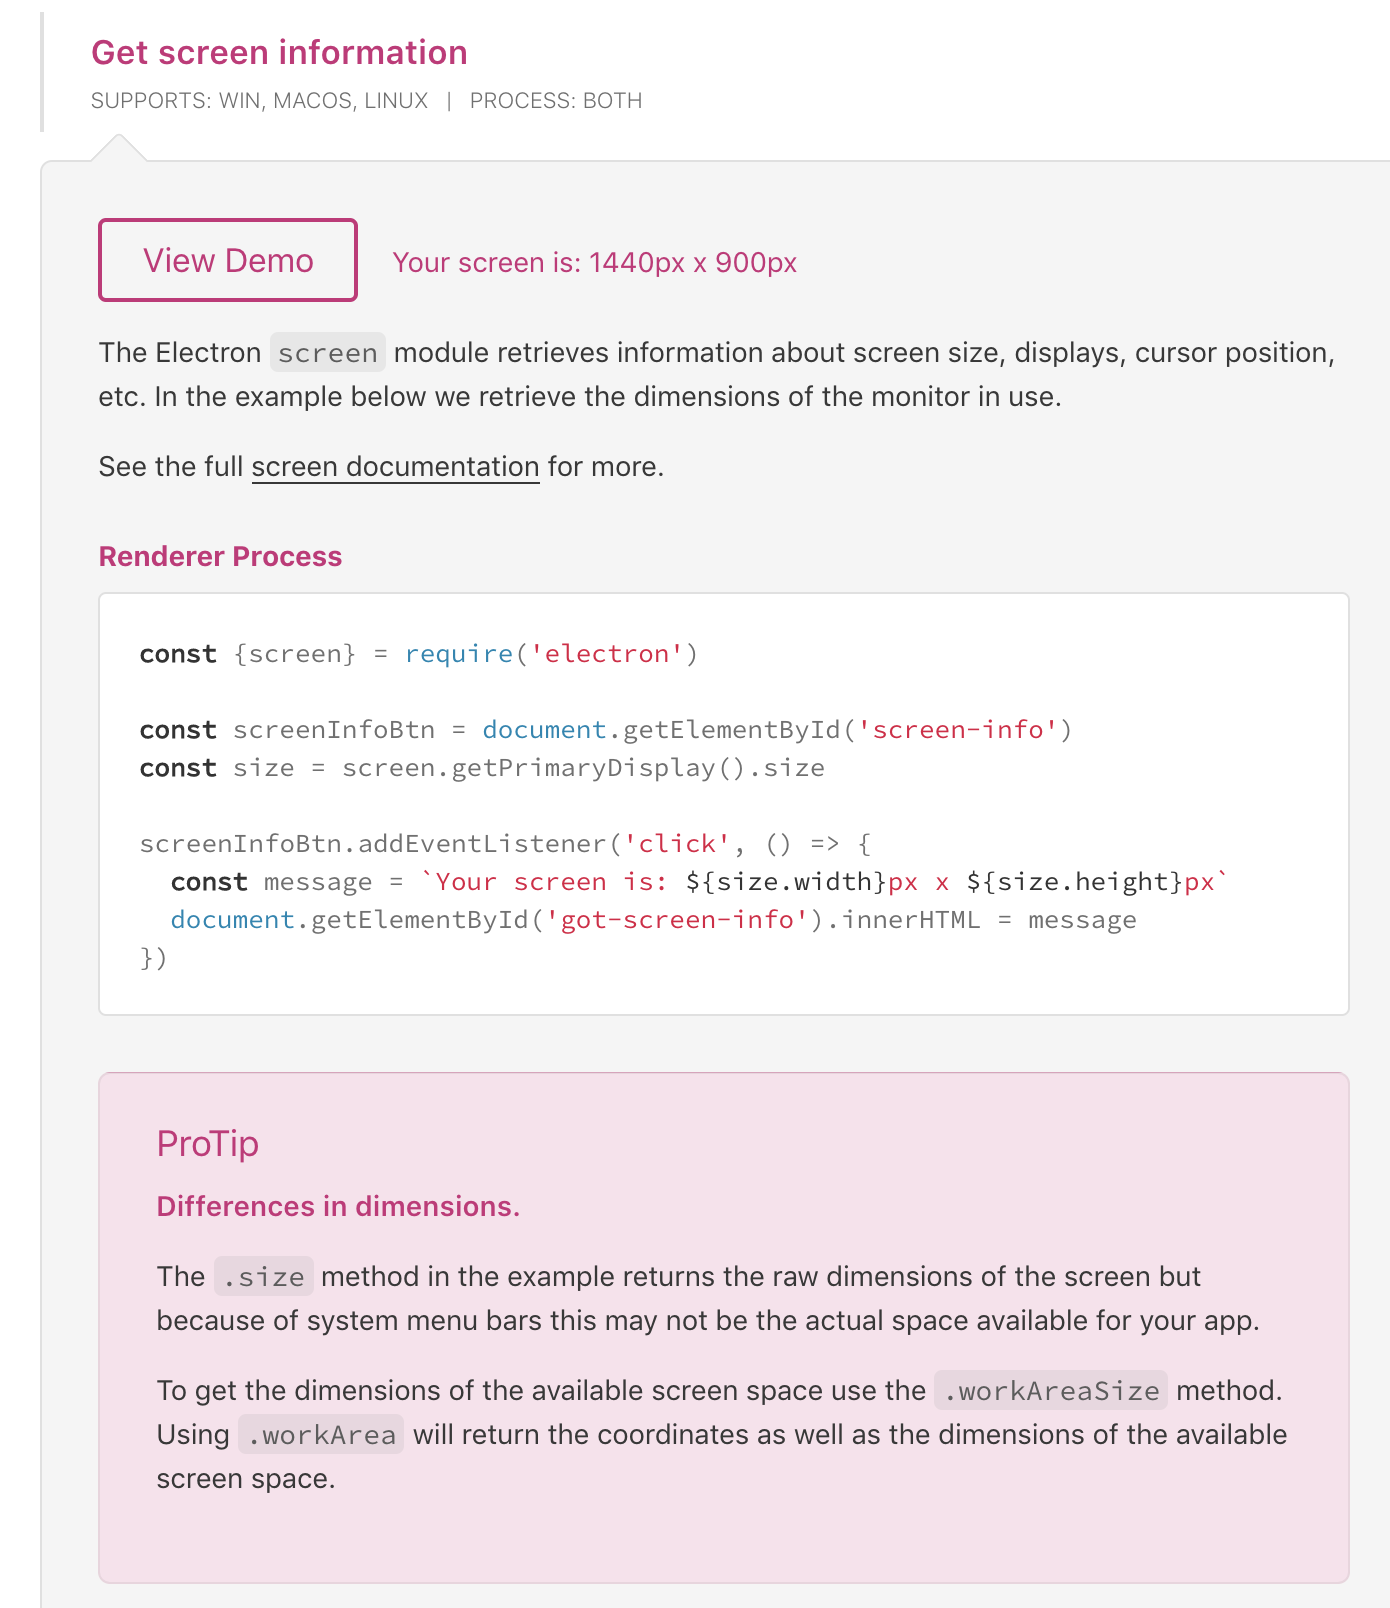 Get screen information
SUPPORTS: WIN, MACOS, LINUX | PROCESS: BOTH
View Demo Your screen is: 1440px x 900px
The Electron screen module retrieves information about screen size, displays, cursor position,
etc. In the example below we retrieve the dimensions of the monitor in use.
See the full screen documentation for more.
Renderer Process
const {screen} = require('electron')
const screenInfoBtn = document.getElementById('screen-info')
const size = screen.getPrimaryDisplay().size
screenInfoBtn.addEventListener('click', () => {
  const message = `Your screen is: ${size.width}px x ${size.height}px`
  document.getElementById('got-screen-info').innerHTML = message
})
ProTip
Differences in dimensions.
The .size method in the example returns the raw dimensions of the screen but
because of system menu bars this may not be the actual space available for your app.
To get the dimensions of the available screen space use the .workAreaSize method.
Using .workArea will return the coordinates as well as the dimensions of the available
screen space.